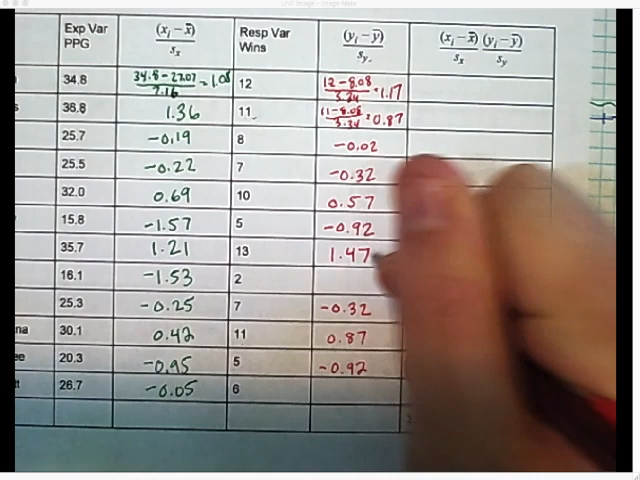 Exp Var PPG (xᵢ − x̄)/sₓ Resp Var Wins (yᵢ − ȳ)/s_y (xᵢ − x̄)/sₓ (yᵢ − ȳ)/s_y
34.8 (34.8 − 27.07)/7.16 = 1.08 12 (12 − 8.08)/3.34 = 1.17
s 36.8 1.36 11 (11 − 8.08)/3.34 = 0.87
25.7 −0.19 8 −0.02
25.5 −0.22 7 −0.32
32.0 0.69 10 0.57
15.8 −1.57 5 −0.92
35.7 1.21 13 1.47
16.1 −1.53 2
25.3 −0.25 7 −0.32
na 30.1 0.42 11 0.87
ee 20.3 −0.95 5 −0.92
tt 26.7 −0.05 6